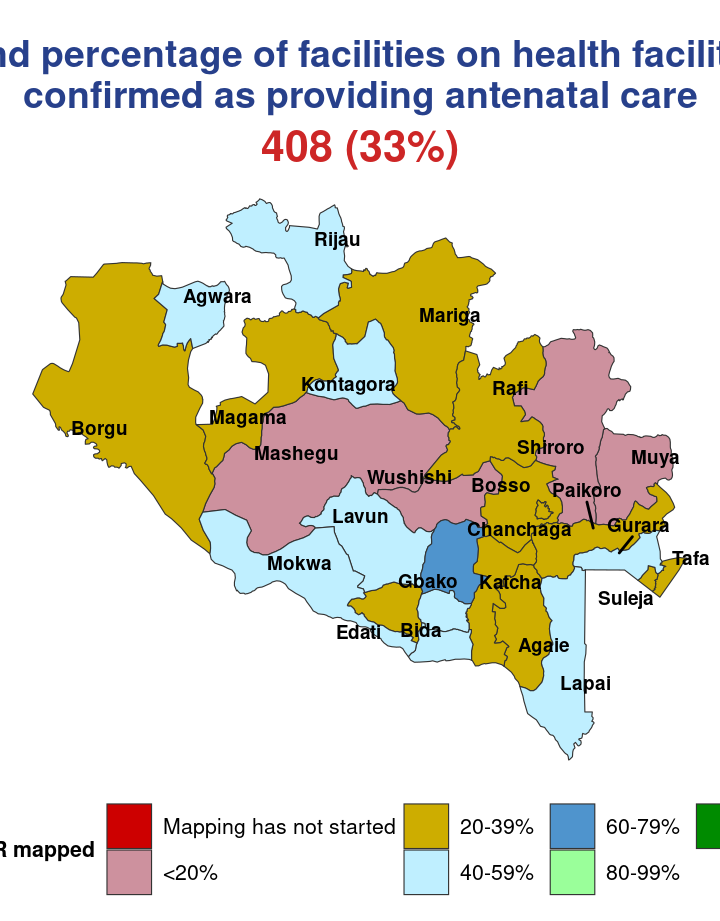 percentage of facilities on health
confirmed as providing antenatal care
408 (33%)
Rijau
Agwara
Mariga
Kontagora
Rafi
Magama
Borgu
Mashegu
Shiroro
Muya
Wushishi
Bosso
Paikoro
Lavun
Chanchaga
Gurara
Mokwa
Tafa
Gbako
Katcha
Suleja
Edati
Bida
Agaie
Lapai
mapped
Mapping has not started
20-39%
60-79%
<20%
40-59%
80-99%